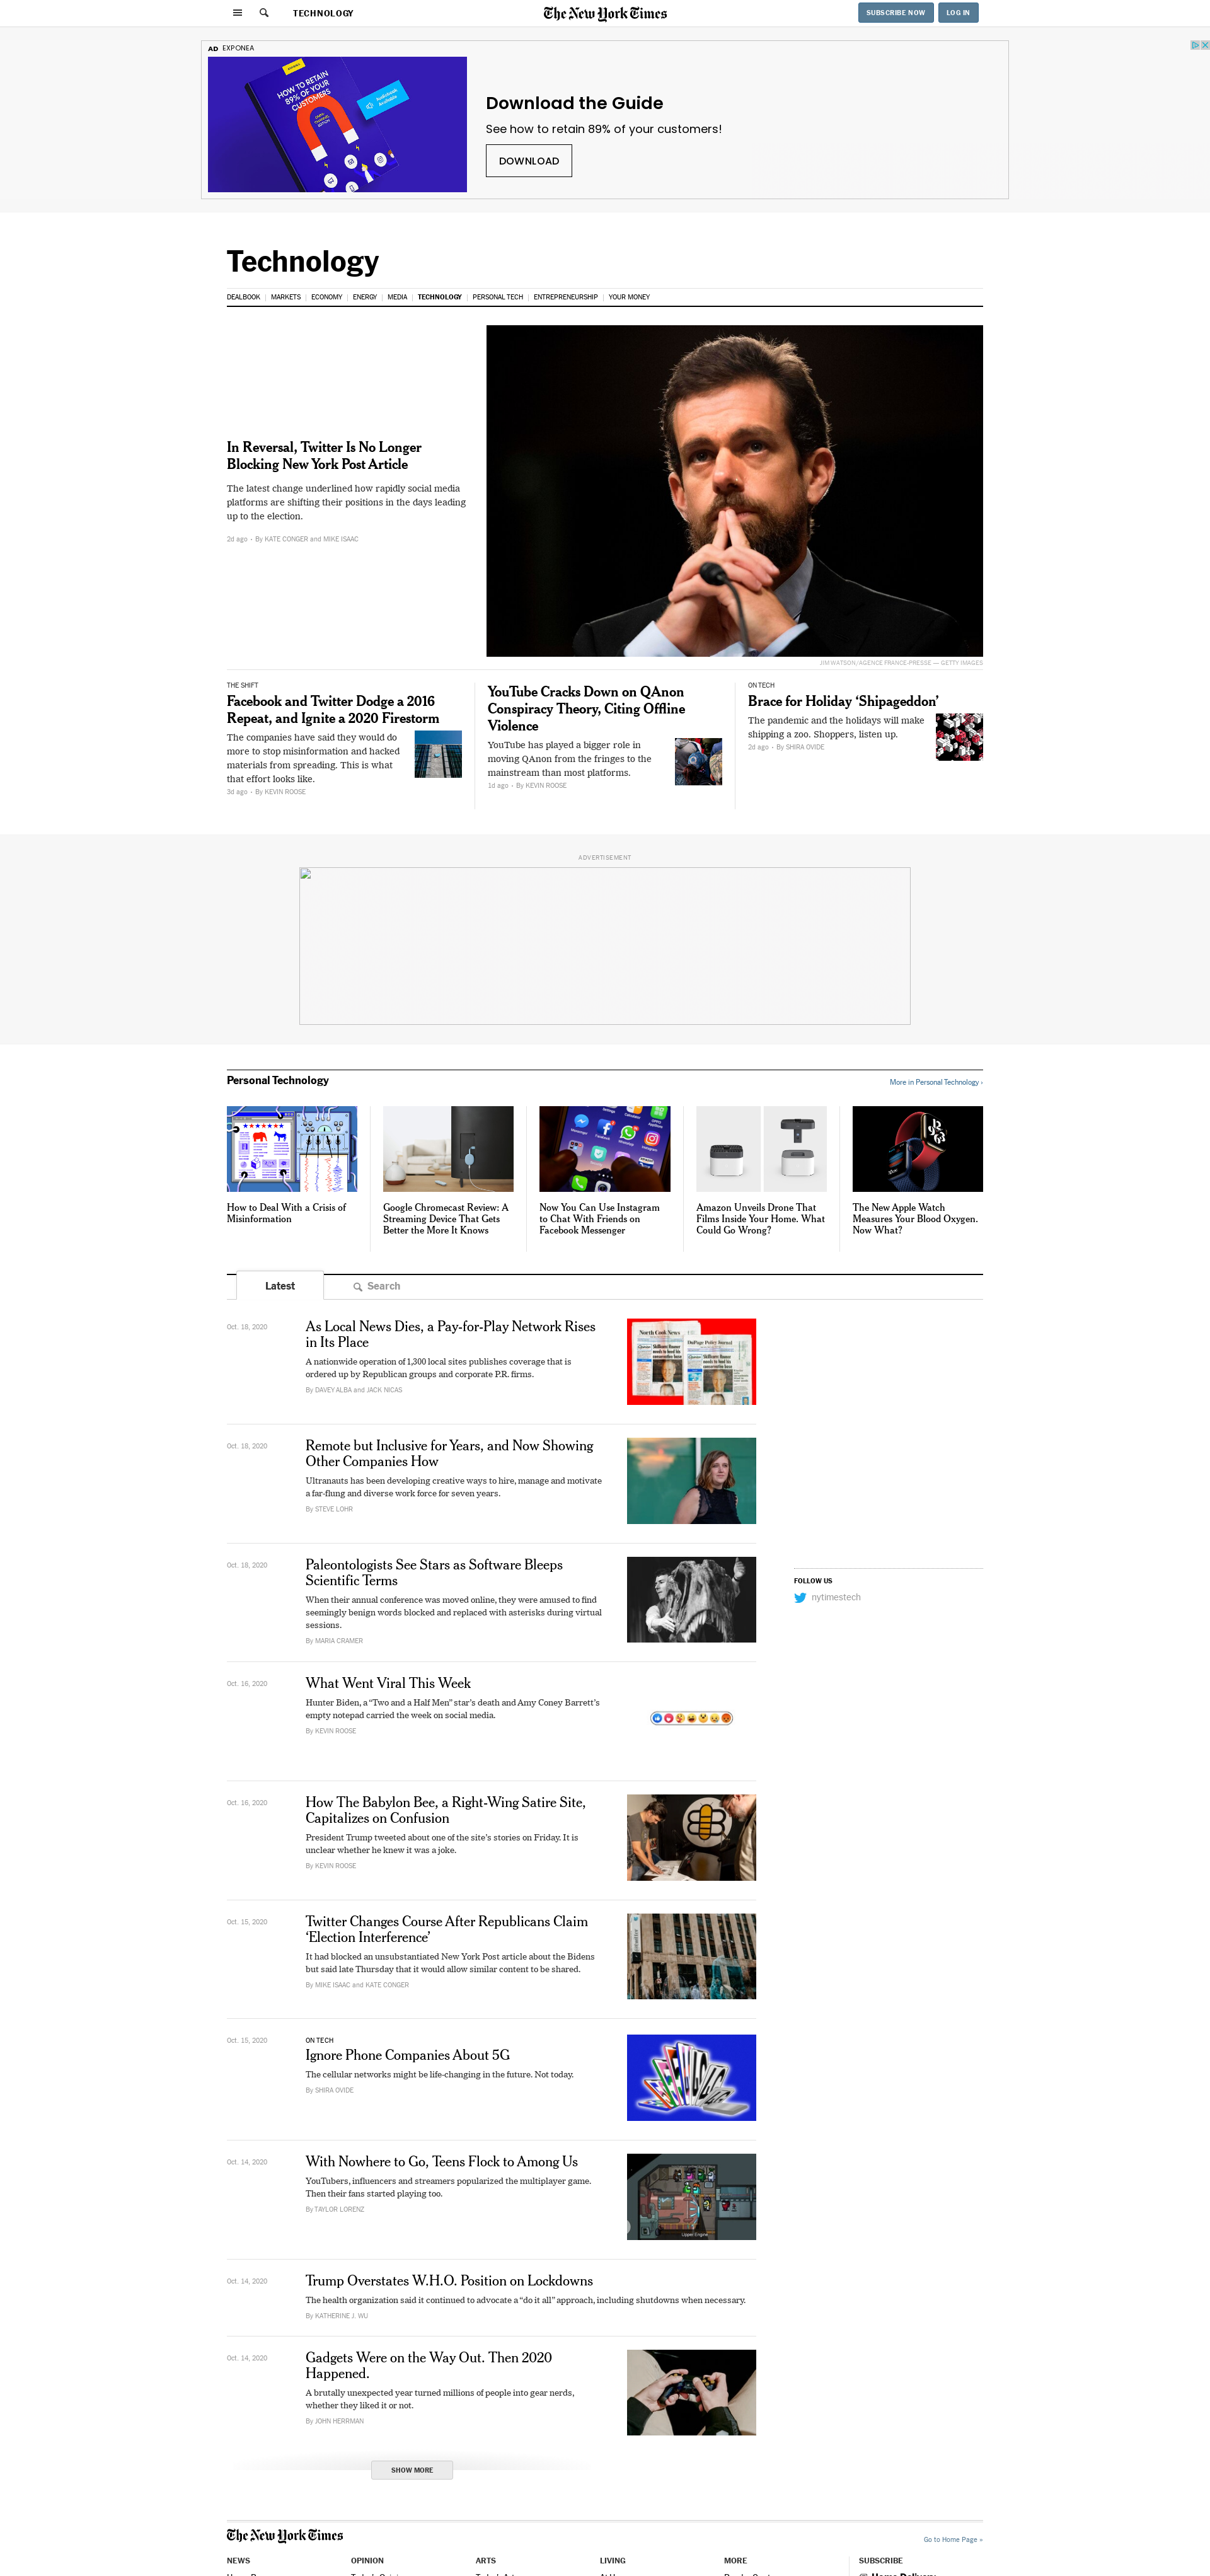 TECHNOLOGY
The New York Times
SUBSCRIBE NOW
LOG IN
AD EXPONEA
HOW TO RETAIN
89% OF YOUR
CUSTOMERS
Audiobook
Available
Download the Guide
See how to retain 89% of your customers!
DOWNLOAD
Technology
DEALBOOK | MARKETS | ECONOMY | ENERGY | MEDIA | TECHNOLOGY | PERSONAL TECH | ENTREPRENEURSHIP | YOUR MONEY
In Reversal, Twitter Is No Longer
Blocking New York Post Article
The latest change underlined how rapidly social media
platforms are shifting their positions in the days leading
up to the election.
2d ago · By KATE CONGER and MIKE ISAAC
JIM WATSON/AGENCE FRANCE-PRESSE — GETTY IMAGES
THE SHIFT
Facebook and Twitter Dodge a 2016
Repeat, and Ignite a 2020 Firestorm
The companies have said they would do
more to stop misinformation and hacked
materials from spreading. This is what
that effort looks like.
3d ago · By KEVIN ROOSE
YouTube Cracks Down on QAnon
Conspiracy Theory, Citing Offline
Violence
YouTube has played a bigger role in
moving QAnon from the fringes to the
mainstream than most platforms.
1d ago · By KEVIN ROOSE
ON TECH
Brace for Holiday ‘Shipageddon’
The pandemic and the holidays will make
shipping a zoo. Shoppers, listen up.
2d ago · By SHIRA OVIDE
ADVERTISEMENT
Personal Technology
More in Personal Technology ›
How to Deal With a Crisis of
Misinformation
Google Chromecast Review: A
Streaming Device That Gets
Better the More It Knows
Now You Can Use Instagram
to Chat With Friends on
Facebook Messenger
Amazon Unveils Drone That
Films Inside Your Home. What
Could Go Wrong?
The New Apple Watch
Measures Your Blood Oxygen.
Now What?
Latest
Search
Oct. 18, 2020
As Local News Dies, a Pay-for-Play Network Rises
in Its Place
A nationwide operation of 1,300 local sites publishes coverage that is
ordered up by Republican groups and corporate P.R. firms.
By DAVEY ALBA and JACK NICAS
North Cook News
DuPage Policy Journal
Oct. 18, 2020
Remote but Inclusive for Years, and Now Showing
Other Companies How
Ultranauts has been developing creative ways to hire, manage and motivate
a far-flung and diverse work force for seven years.
By STEVE LOHR
Oct. 18, 2020
Paleontologists See Stars as Software Bleeps
Scientific Terms
When their annual conference was moved online, they were amused to find
seemingly benign words blocked and replaced with asterisks during virtual
sessions.
By MARIA CRAMER
FOLLOW US
nytimestech
Oct. 16, 2020
What Went Viral This Week
Hunter Biden, a “Two and a Half Men” star’s death and Amy Coney Barrett’s
empty notepad carried the week on social media.
By KEVIN ROOSE
Oct. 16, 2020
How The Babylon Bee, a Right-Wing Satire Site,
Capitalizes on Confusion
President Trump tweeted about one of the site’s stories on Friday. It is
unclear whether he knew it was a joke.
By KEVIN ROOSE
Oct. 15, 2020
Twitter Changes Course After Republicans Claim
‘Election Interference’
It had blocked an unsubstantiated New York Post article about the Bidens
but said late Thursday that it would allow similar content to be shared.
By MIKE ISAAC and KATE CONGER
Oct. 15, 2020
ON TECH
Ignore Phone Companies About 5G
The cellular networks might be life-changing in the future. Not today.
By SHIRA OVIDE
Oct. 14, 2020
With Nowhere to Go, Teens Flock to Among Us
YouTubers, influencers and streamers popularized the multiplayer game.
Then their fans started playing too.
By TAYLOR LORENZ
Upper Engine
Oct. 14, 2020
Trump Overstates W.H.O. Position on Lockdowns
The health organization said it continued to advocate a “do it all” approach, including shutdowns when necessary.
By KATHERINE J. WU
Oct. 14, 2020
Gadgets Were on the Way Out. Then 2020
Happened.
A brutally unexpected year turned millions of people into gear nerds,
whether they liked it or not.
By JOHN HERRMAN
SHOW MORE
The New York Times
Go to Home Page »
NEWS
OPINION
ARTS
LIVING
MORE
SUBSCRIBE